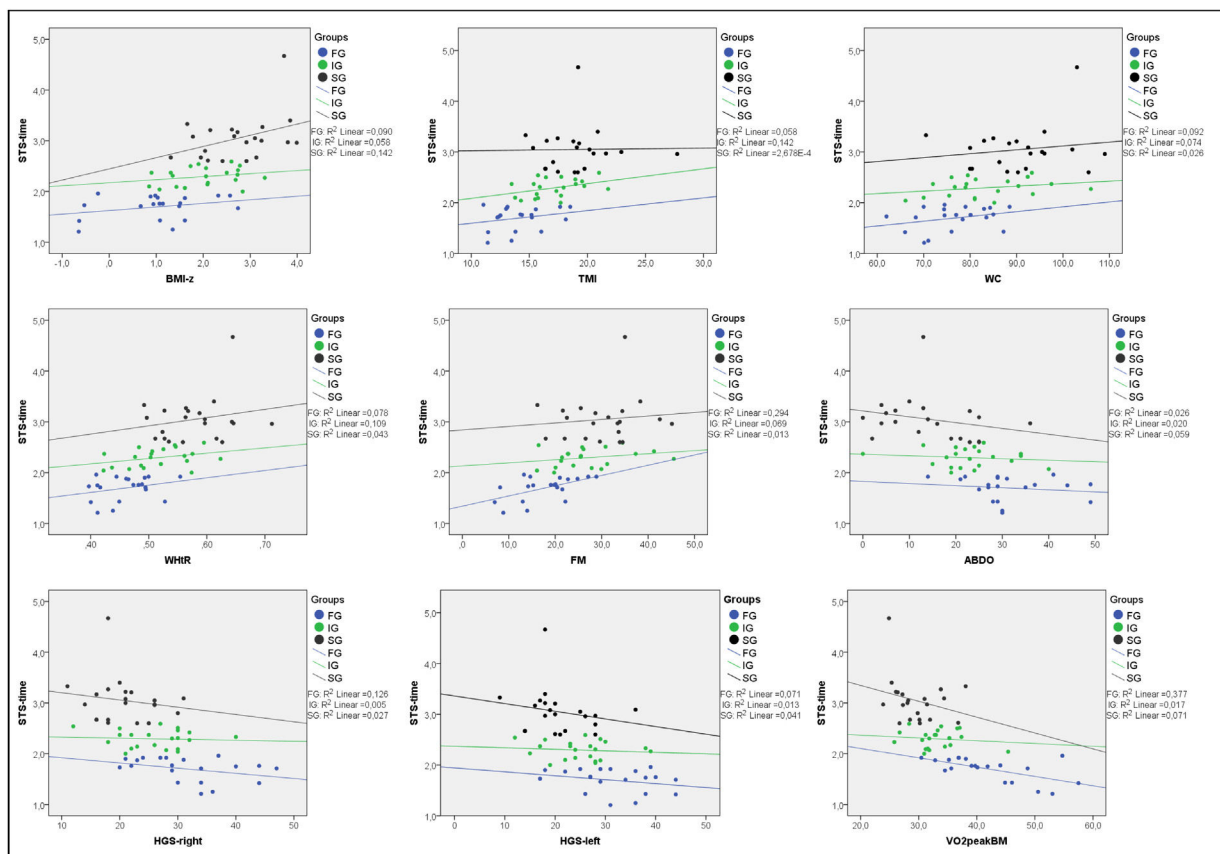 Groups
FG
IG
SG
FG
IG
SG
FG: R² Linear =0,090
IG: R² Linear =0,058
SG: R² Linear =0,142
5,0
4,0
3,0
2,0
1,0
STS-time
-1,0 ,0 1,0 2,0 3,0 4,0
BMI-z
Groups
FG
IG
SG
FG
IG
SG
FG: R² Linear =0,058
IG: R² Linear =0,142
SG: R² Linear =2,678E-4
5,0
4,0
3,0
2,0
1,0
STS-time
10,0 15,0 20,0 25,0 30,0
TMI
Groups
FG
IG
SG
FG
IG
SG
FG: R² Linear =0,092
IG: R² Linear =0,074
SG: R² Linear =0,026
5,0
4,0
3,0
2,0
1,0
STS-time
60,0 70,0 80,0 90,0 100,0 110,0
WC
Groups
FG
IG
SG
FG
IG
SG
FG: R² Linear =0,078
IG: R² Linear =0,109
SG: R² Linear =0,043
5,0
4,0
3,0
2,0
1,0
STS-time
,40 ,50 ,60 ,70
WHtR
Groups
FG
IG
SG
FG
IG
SG
FG: R² Linear =0,294
IG: R² Linear =0,069
SG: R² Linear =0,013
5,0
4,0
3,0
2,0
1,0
STS-time
,0 10,0 20,0 30,0 40,0 50,0
FM
Groups
FG
IG
SG
FG
IG
SG
FG: R² Linear =0,026
IG: R² Linear =0,020
SG: R² Linear =0,059
5,0
4,0
3,0
2,0
1,0
STS-time
0 10 20 30 40 50
ABDO
Groups
FG
IG
SG
FG
IG
SG
FG: R² Linear =0,126
IG: R² Linear =0,005
SG: R² Linear =0,027
5,0
4,0
3,0
2,0
1,0
STS-time
10 20 30 40 50
HGS-right
Groups
FG
IG
SG
FG
IG
SG
FG: R² Linear =0,071
IG: R² Linear =0,013
SG: R² Linear =0,041
5,0
4,0
3,0
2,0
1,0
STS-time
0 10 20 30 40 50
HGS-left
Groups
FG
IG
SG
FG
IG
SG
FG: R² Linear =0,377
IG: R² Linear =0,017
SG: R² Linear =0,071
5,0
4,0
3,0
2,0
1,0
STS-time
20,0 30,0 40,0 50,0 60,0
VO2peakBM